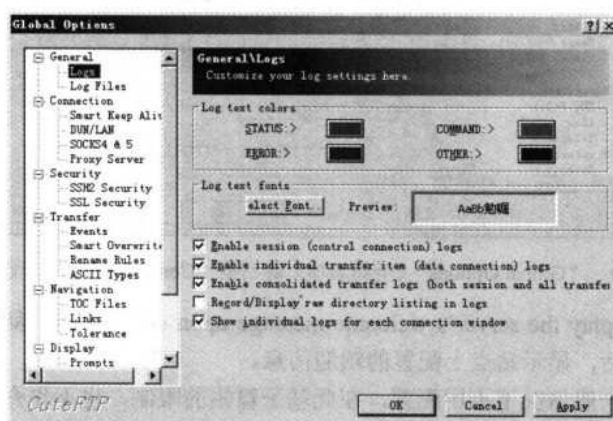 Global Options
General
Logs
Log Files
Connection
Smart Keep Aliv
DUN/LAN
SOCKS4 & 5
Proxy Server
Security
SSH2 Security
SSL Security
Transfer
Events
Smart Overwrite
Rename Rules
ASCII Types
Navigation
TOC Files
Links
Tolerance
Display
Prompts
General\Logs
Customize your log settings here.
Log text colors
STATUS:>
COMMAND:>
ERROR:>
OTHER:>
Log text fonts
elect Font..
Preview:
AaBb
Enable session (control connection) logs
Enable individual transfer item (data connection) logs
Enable consolidated transfer logs (both session and all transfer
Record/Display raw directory listing in logs
Show individual logs for each connection window
CuteFTP
OK
Cancel
Apply